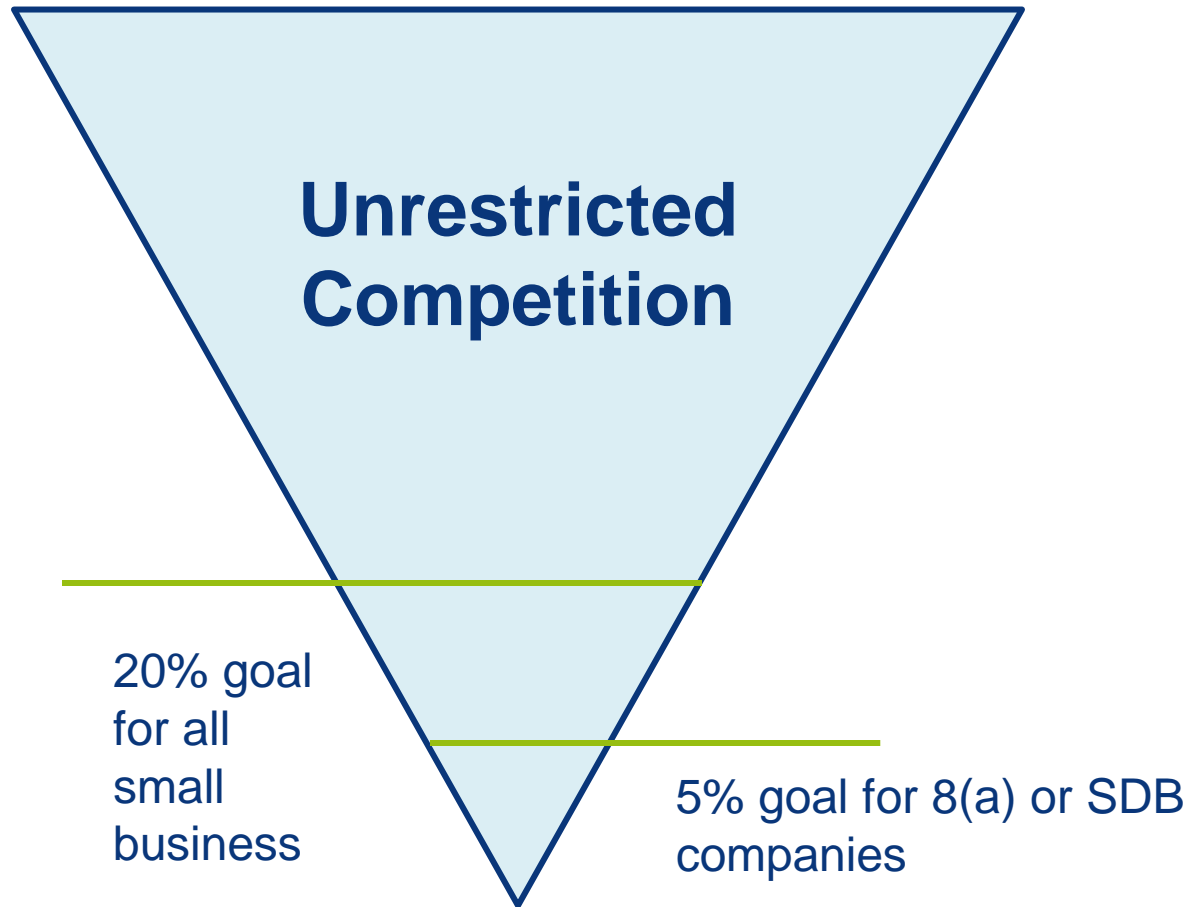 Unrestricted
Competition
20% goal
for all
small
business
5% goal for 8(a) or SDB
companies